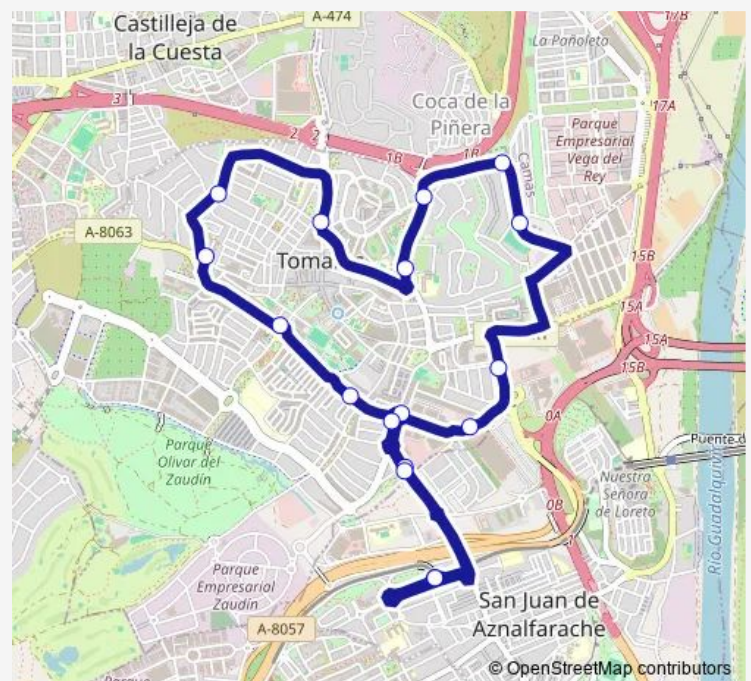 Castilleja de
la Cuesta
A-474
17B
La Pañoleta
3
2
2
Coca de la
Piñera
1B
1B
17A
Parque
Empresarial
Vega del
Rey
Camas
A-8063
15B
15A
15A
15B
0A
Parque
Olivar del
Zaudín
Puente d
Nuestra
Señora
de Loreto
0B
1
Río Guadalquivir
Parque
Empresarial
Zaudín
San Juan de
Aznalfarache
A-8057
© OpenStreetMap contributors